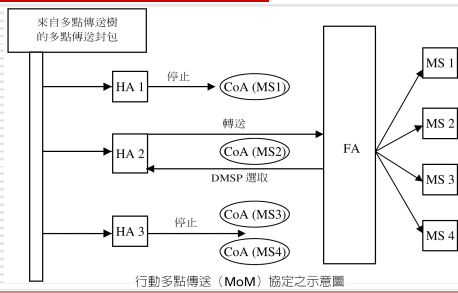 來自多點傳送樹
的多點傳送封包
HA 1
停止
CoA (MS1)
轉送
HA 2
CoA (MS2)
DMSP 選取
FA
HA 3
停止
CoA (MS3)
CoA (MS4)
MS 1
MS 2
MS 3
MS 4
行動多點傳送（MoM）協定之示意圖